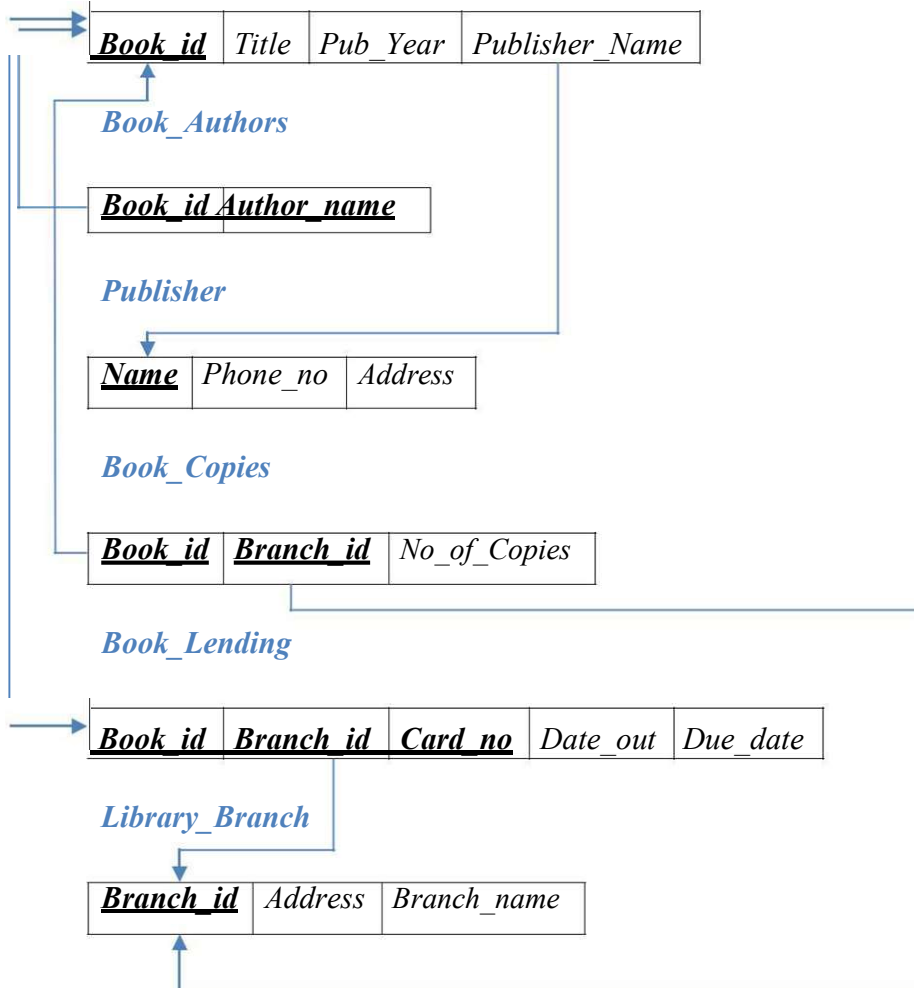 Book_id Title Pub_Year Publisher_Name
Book_Authors
Book_id Author_name
Publisher
Name Phone_no Address
Book_Copies
Book_id Branch_id No_of_Copies
Book_Lending
Book_id Branch_id Card_no Date_out Due_date
Library_Branch
Branch_id Address Branch_name